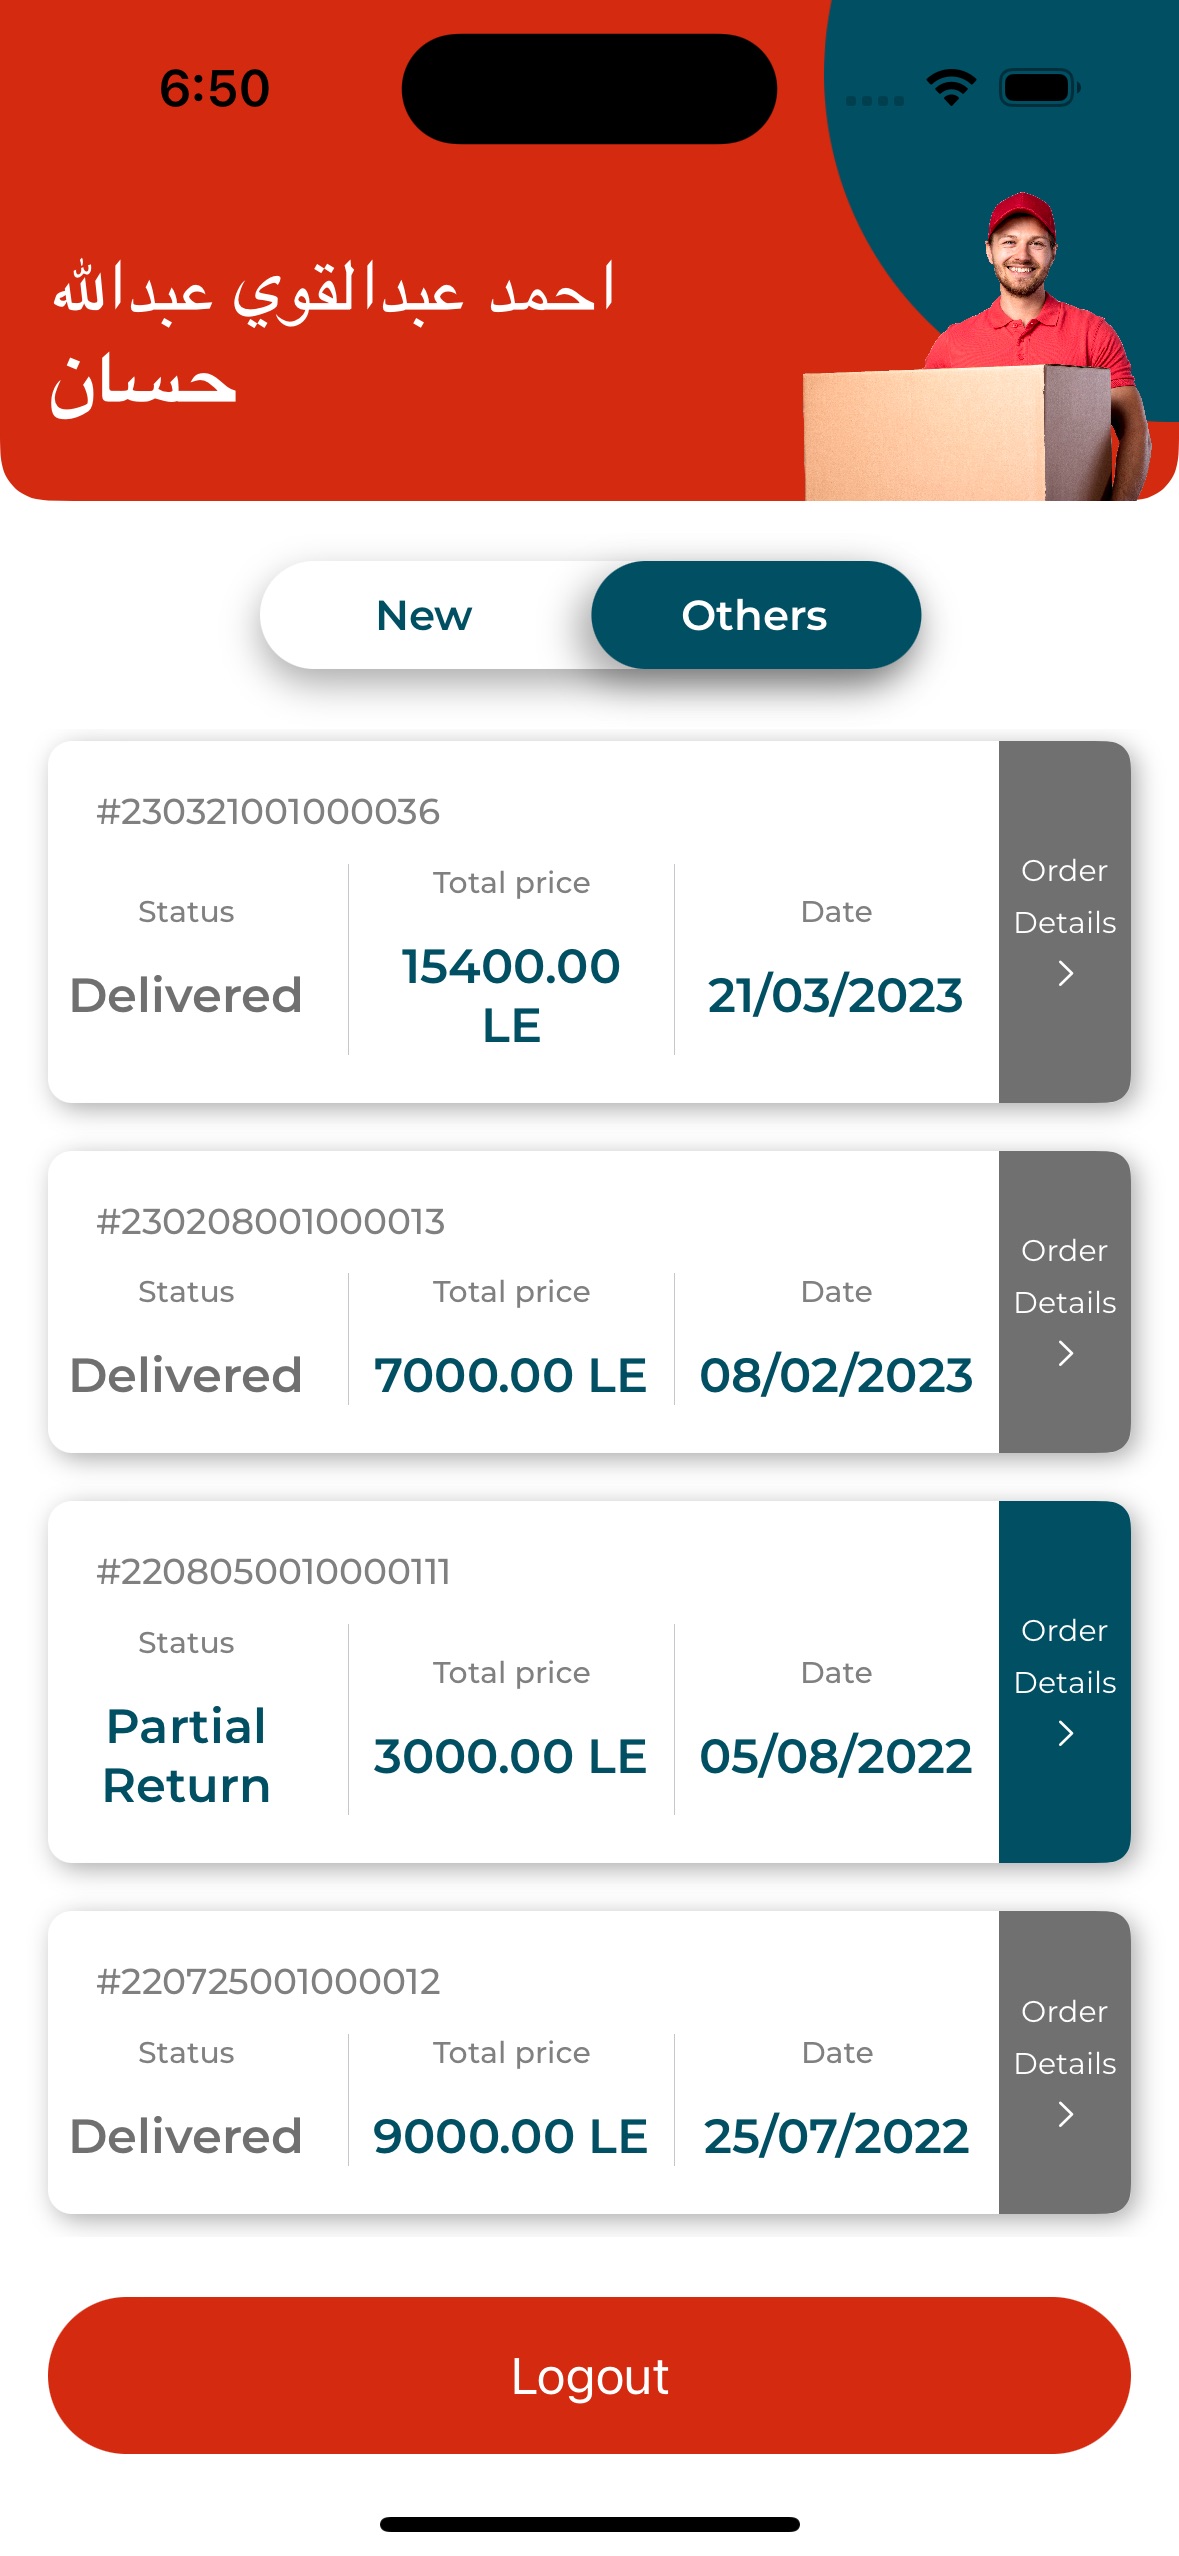 6:50
احمد عبدالقوي عبدالله
حسان
New
Others
#230321001000036
Status
Delivered
Total price
15400.00
LE
Date
21/03/2023
Order
Details
#230208001000013
Status
Delivered
Total price
7000.00 LE
Date
08/02/2023
Order
Details
#2208050010000111
Status
Partial
Return
Total price
3000.00 LE
Date
05/08/2022
Order
Details
#220725001000012
Status
Delivered
Total price
9000.00 LE
Date
25/07/2022
Order
Details
Logout